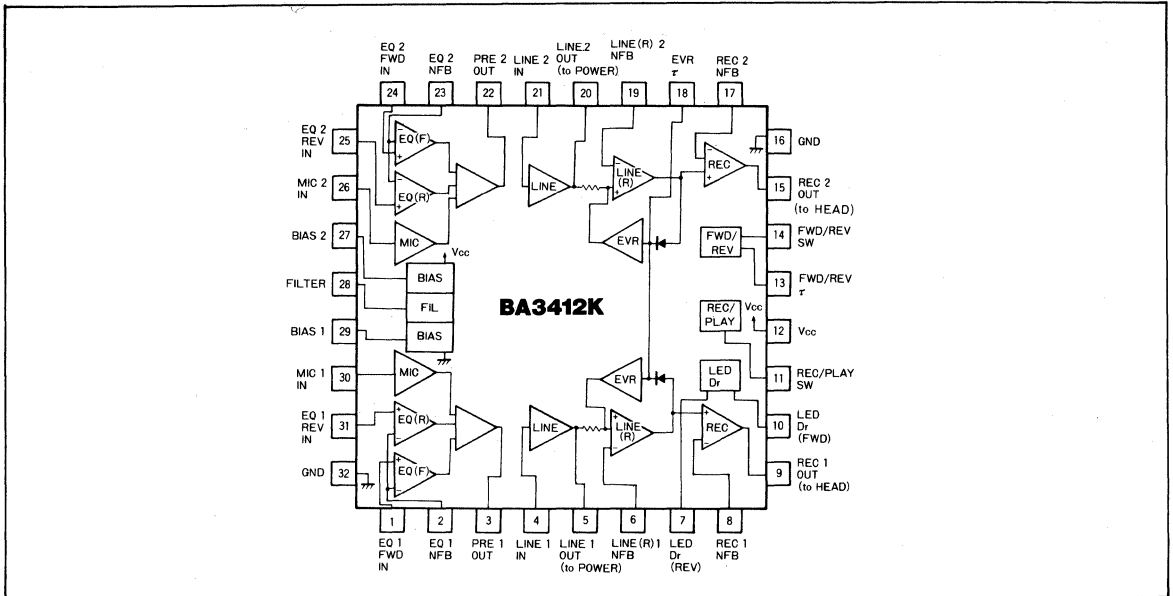 EQ 2
FWD
IN
EQ 2
NFB
PRE 2
OUT
LINE 2
IN
LINE.2
OUT
(to POWER)
LINE(R) 2
NFB
EVR
τ
REC 2
NFB
24
23
22
21
20
19
18
17
EQ 2
REV
IN
25
MIC 2
IN
26
BIAS 2
27
FILTER
28
BIAS 1
29
MIC 1
IN
30
EQ 1
REV
IN
31
GND
32
− EQ(F)
+
− EQ(R)
+
MIC
Vcc
BIAS
FIL
BIAS
MIC
+ EQ(R)
−
+ EQ(F)
−
LINE
−
LINE
(R)
+
EVR
−
REC
+
FWD/
REV
BA3412K
REC/
PLAY
Vcc
LED
Dr
EVR
LINE
+
LINE
(R)
−
+
REC
−
16
GND
15
REC 2
OUT
(to HEAD)
14
FWD/REV
SW
13
FWD/REV
τ
12
Vcc
11
REC/PLAY
SW
10
LED
Dr
(FWD)
9
REC 1
OUT
(to HEAD)
1
2
3
4
5
6
7
8
EQ 1
FWD
IN
EQ 1
NFB
PRE 1
OUT
LINE 1
IN
LINE 1
OUT
(to POWER)
LINE(R) 1
NFB
LED
Dr
(REV)
REC 1
NFB